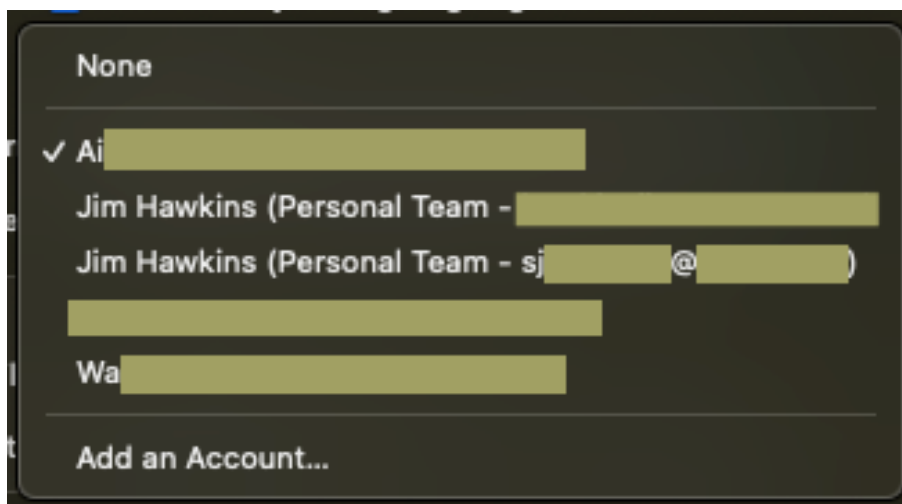 None
✓ Ai
Jim Hawkins (Personal Team -
Jim Hawkins (Personal Team - sj @ )
Wa
Add an Account...